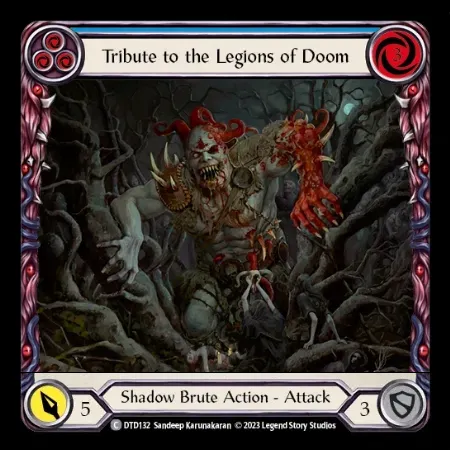 Tribute to the Legions of Doom
3
5
Shadow Brute Action - Attack
3
C DTD132 Sandeep Karunakaran © 2023 Legend Story Studios